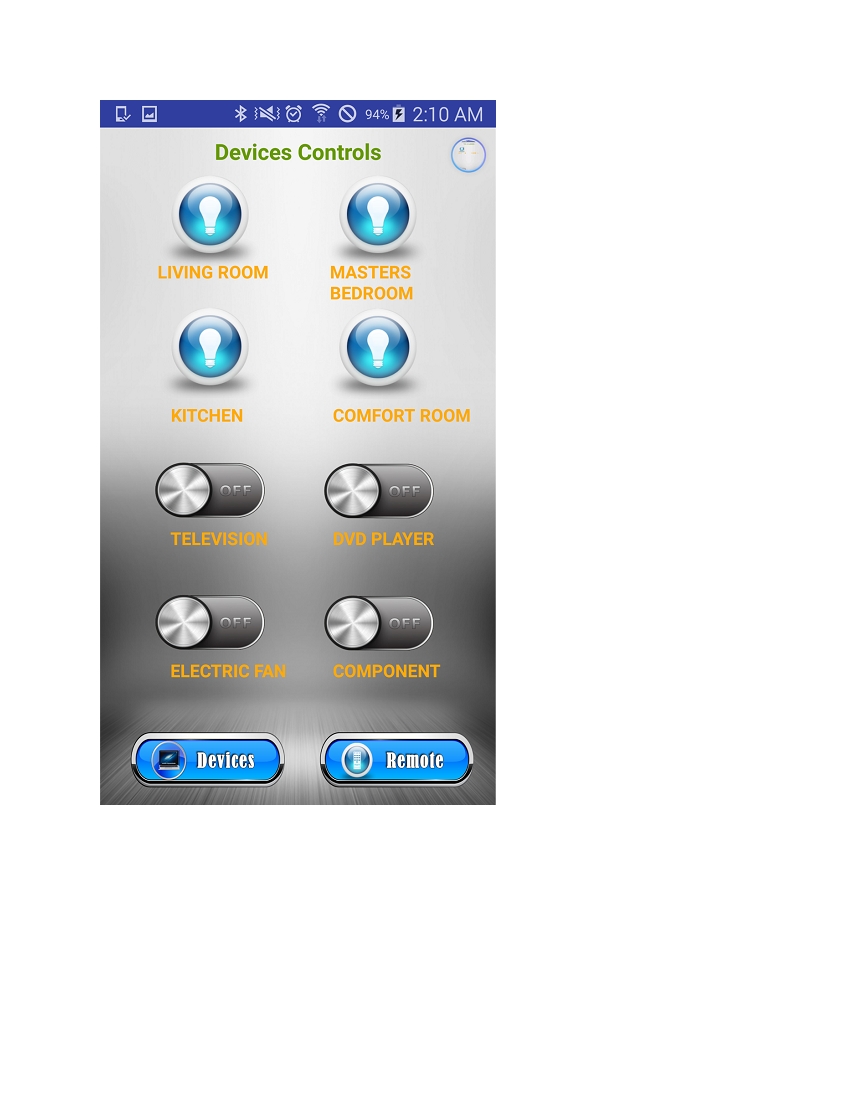 94% 2:10 AM
Devices Controls
LIVING ROOM
MASTERS
BEDROOM
KITCHEN
COMFORT ROOM
OFF
OFF
TELEVISION
DVD PLAYER
OFF
OFF
ELECTRIC FAN
COMPONENT
Devices
Remote